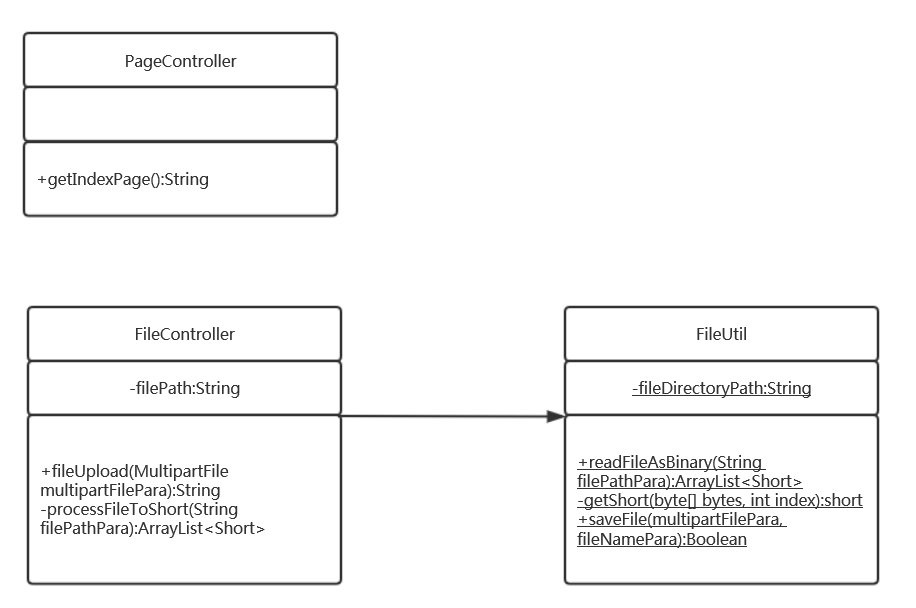 PageController
+getIndexPage():String
FileController
-filePath:String
+fileUpload(MultipartFile
multipartFilePara):String
-processFileToShort(String
filePathPara):ArrayList<Short>
FileUtil
-fileDirectoryPath:String
+readFileAsBinary(String
filePathPara):ArrayList<Short>
-getShort(byte[] bytes, int index):short
+saveFile(multipartFilePara,
fileNamePara):Boolean